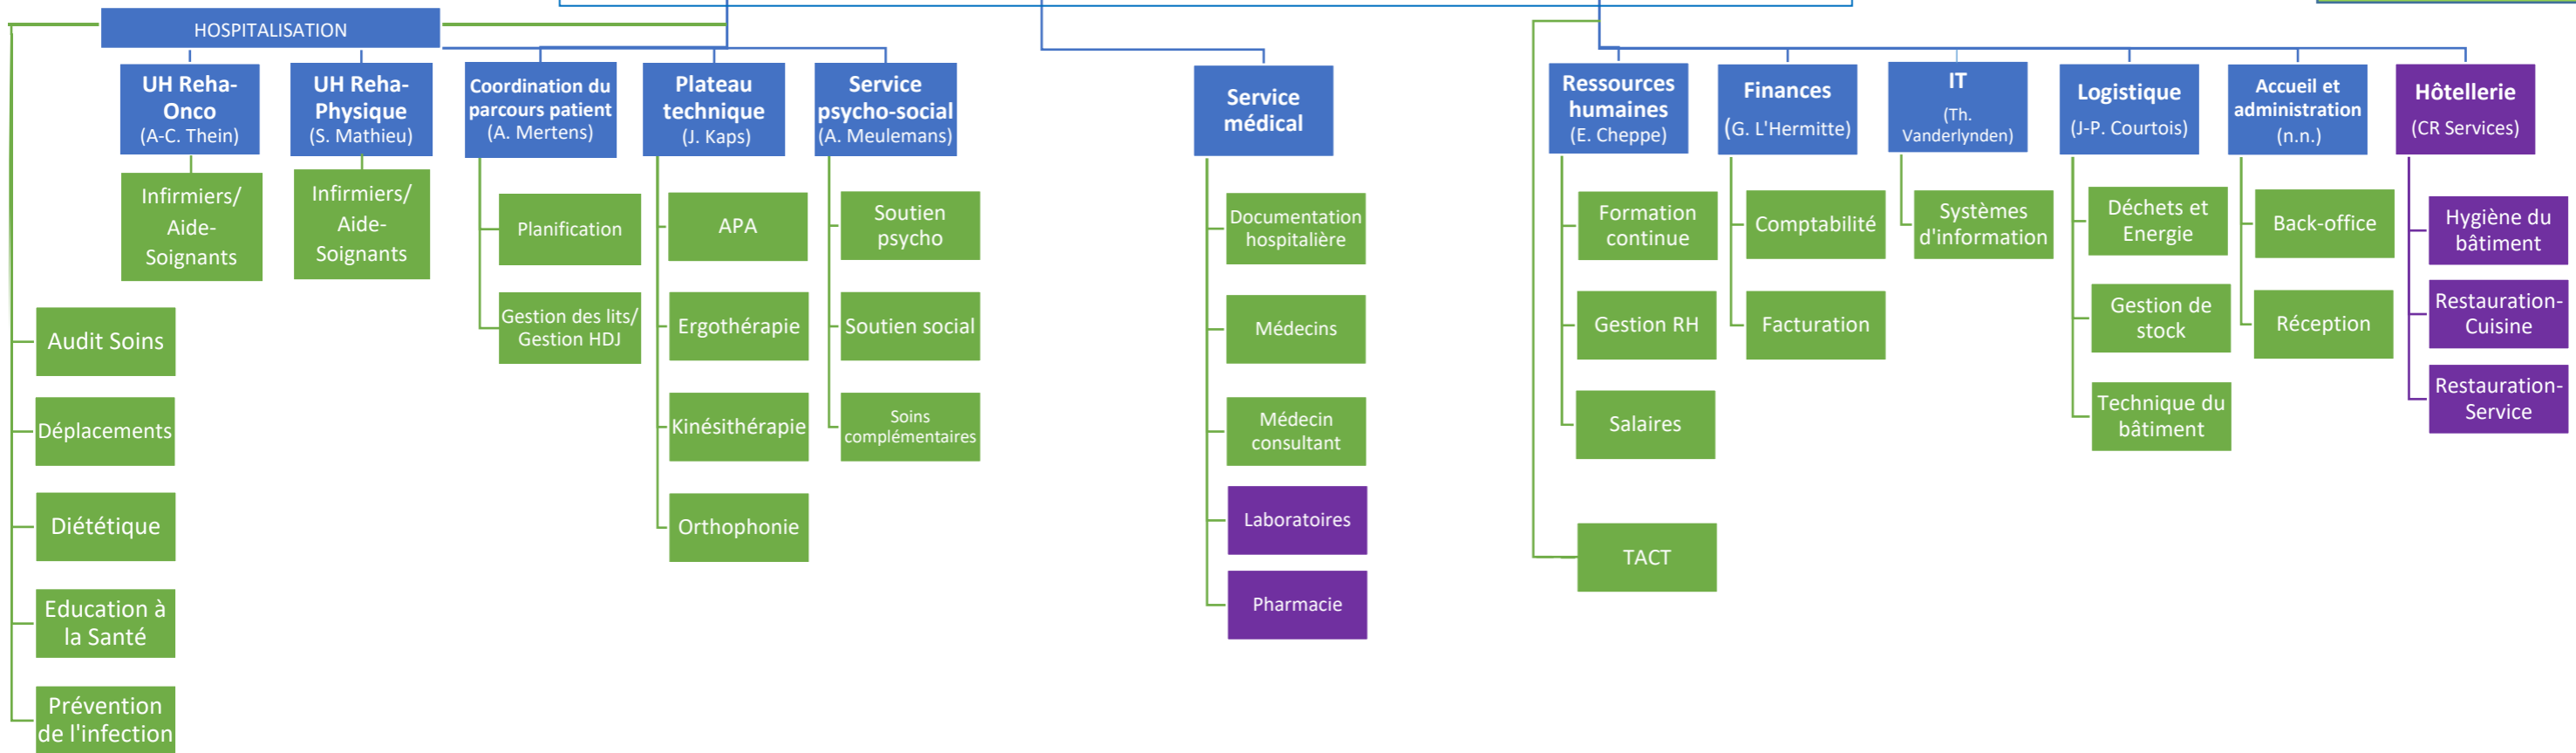 HOSPITALISATION
UH Reha-
Onco
(A-C. Thein)
Infirmiers/
Aide-
Soignants
UH Reha-
Physique
(S. Mathieu)
Infirmiers/
Aide-
Soignants
Audit Soins
Déplacements
Diététique
Education à
la Santé
Prévention
de l'infection
Coordination du
parcours patient
(A. Mertens)
Planification
Gestion des lits/
Gestion HDJ
Plateau
technique
(J. Kaps)
APA
Ergothérapie
Kinésithérapie
Orthophonie
Service
psycho-social
(A. Meulemans)
Soutien
psycho
Soutien social
Soins
complémentaires
Service
médical
Documentation
hospitalière
Médecins
Médecin
consultant
Laboratoires
Pharmacie
Ressources
humaines
(E. Cheppe)
Formation
continue
Gestion RH
Salaires
TACT
Finances
(G. L'Hermitte)
Comptabilité
Facturation
IT
(Th.
Vanderlynden)
Systèmes
d'information
Logistique
(J-P. Courtois)
Déchets et
Energie
Gestion de
stock
Technique du
bâtiment
Accueil et
administration
(n.n.)
Back-office
Réception
Hôtellerie
(CR Services)
Hygiène du
bâtiment
Restauration-
Cuisine
Restauration-
Service